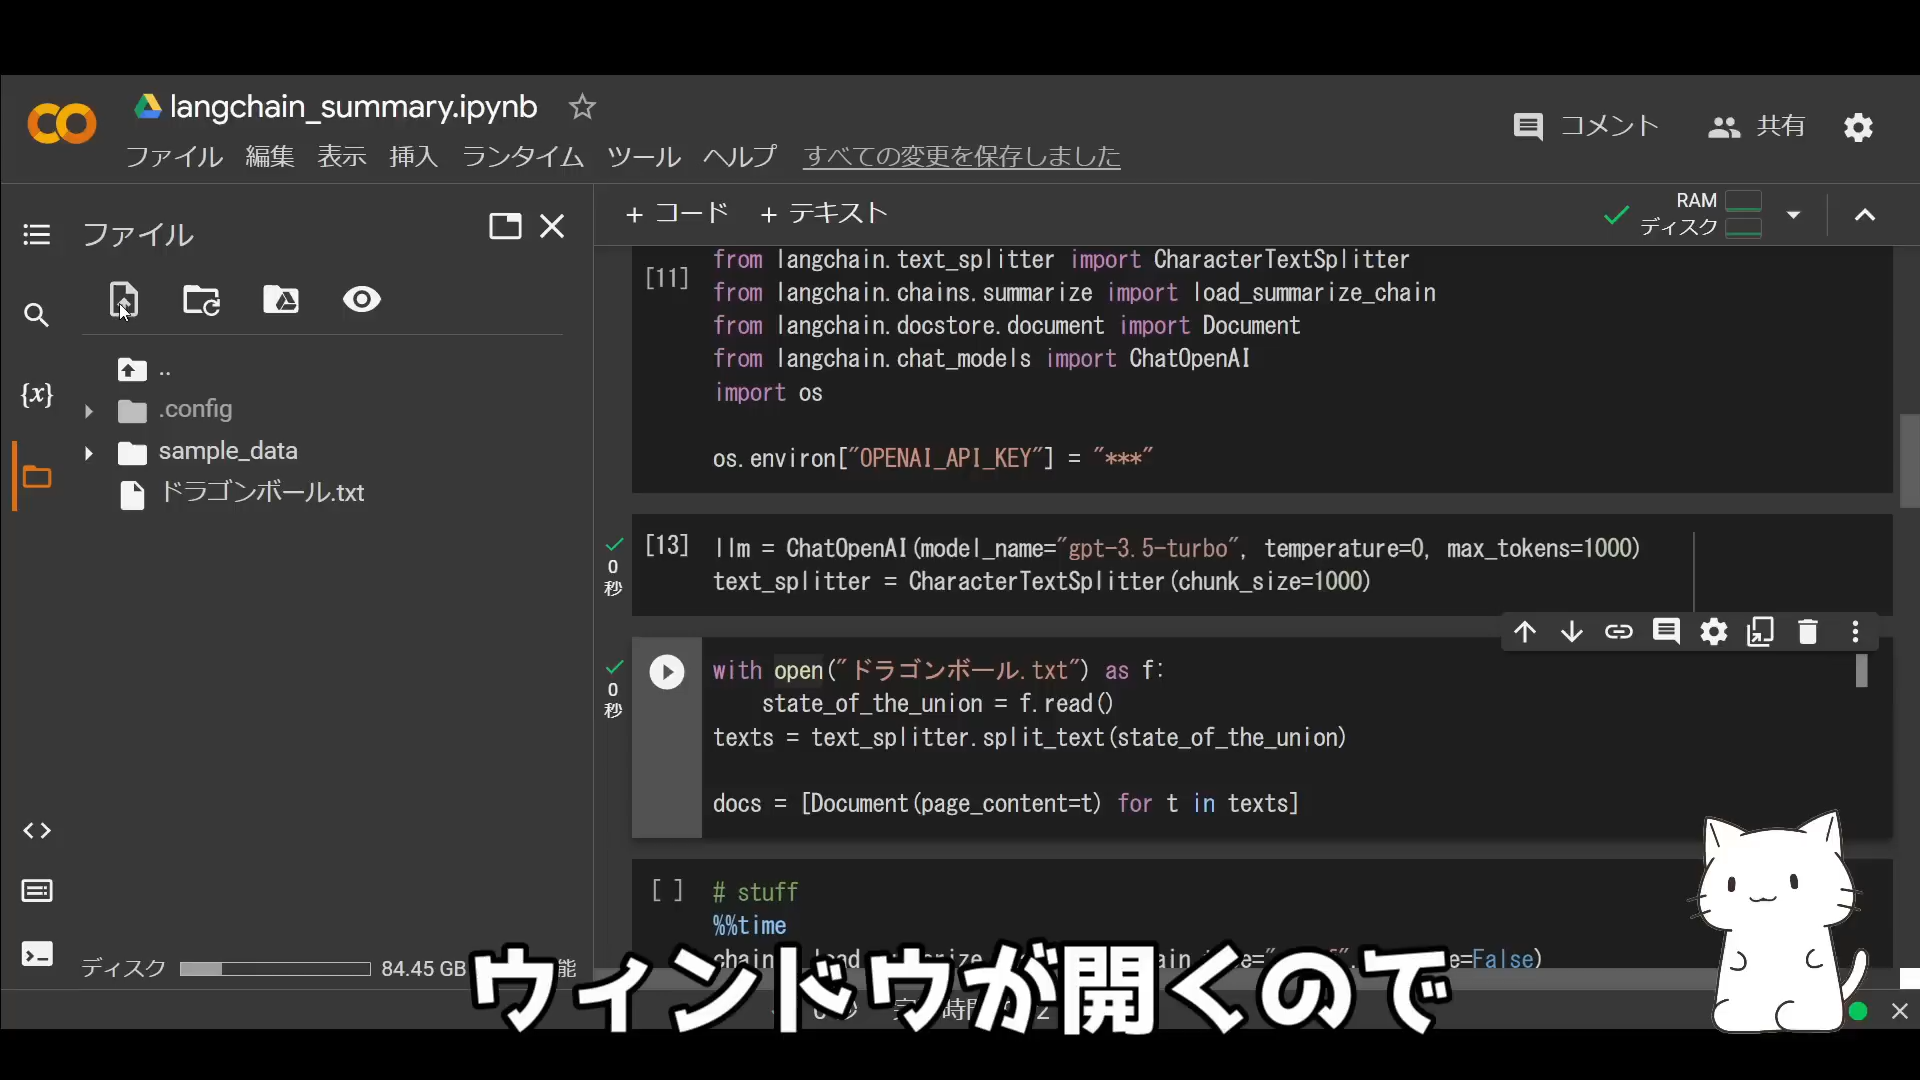 langchain_summary.ipynb
ファイル 編集 表示 挿入 ランタイム ツール ヘルプ すべての変更を保存しました
コメント 共有
ファイル
+ コード + テキスト
RAM
ディスク
{x}
..
.config
sample_data
ドラゴンボール.txt
ディスク 84.45 GB
[11]
from langchain.text_splitter import CharacterTextSplitter
from langchain.chains.summarize import load_summarize_chain
from langchain.docstore.document import Document
from langchain.chat_models import ChatOpenAI
import os
os.environ["OPENAI_API_KEY"] = "***"
0
秒
[13]
llm = ChatOpenAI(model_name="gpt-3.5-turbo", temperature=0, max_tokens=1000)
text_splitter = CharacterTextSplitter(chunk_size=1000)
0
秒
with open("ドラゴンボール.txt") as f:
state_of_the_union = f.read()
texts = text_splitter.split_text(state_of_the_union)
docs = [Document(page_content=t) for t in texts]
[ ]
# stuff
%%time
chain
=False)
ウィンドウが開くので